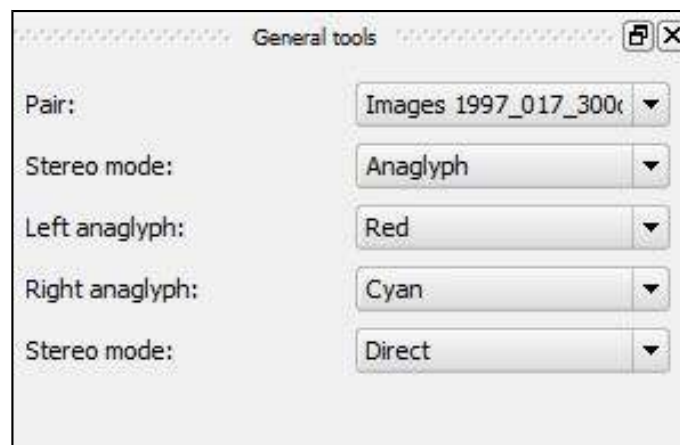 General tools
Pair: Images 1997_017_300
Stereo mode: Anaglyph
Left anaglyph: Red
Right anaglyph: Cyan
Stereo mode: Direct